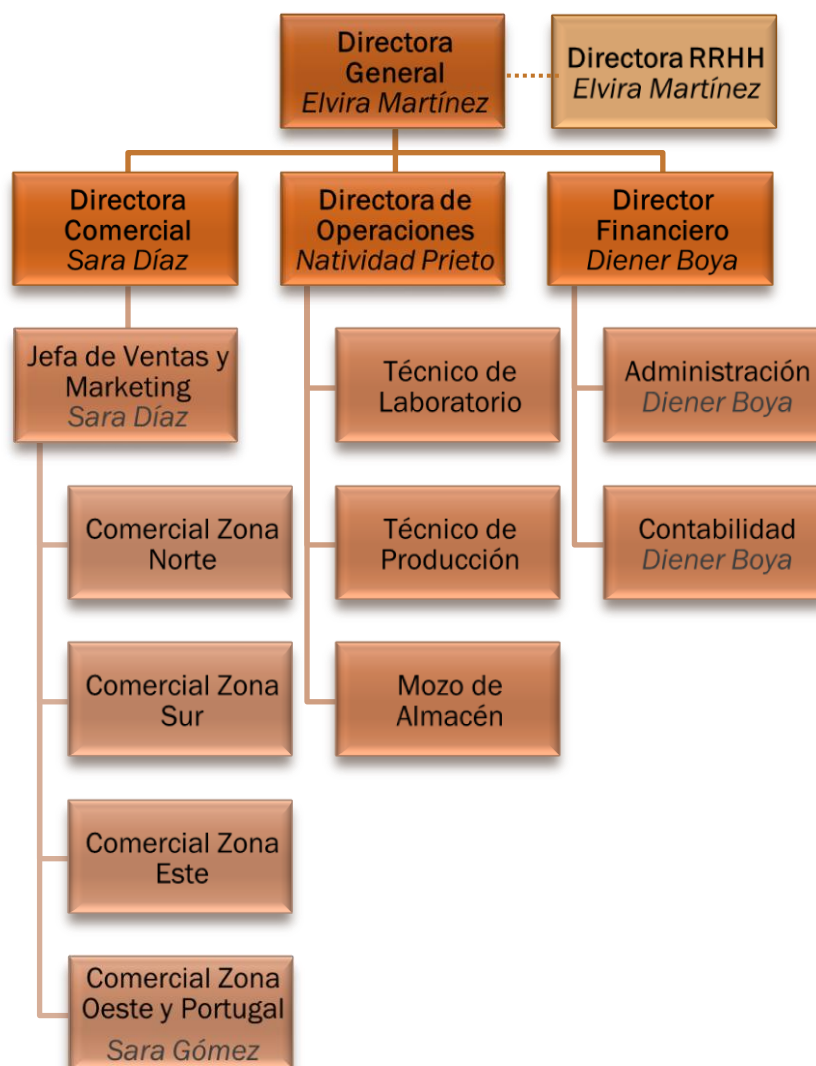 Directora
General
Elvira Martínez
Directora RRHH
Elvira Martínez
Directora
Comercial
Sara Díaz
Directora de
Operaciones
Natividad Prieto
Director
Financiero
Diener Boya
Jefa de Ventas y
Marketing
Sara Díaz
Técnico de
Laboratorio
Administración
Diener Boya
Comercial Zona
Norte
Técnico de
Producción
Contabilidad
Diener Boya
Comercial Zona
Sur
Mozo de
Almacén
Comercial Zona
Este
Comercial Zona
Oeste y Portugal
Sara Gómez